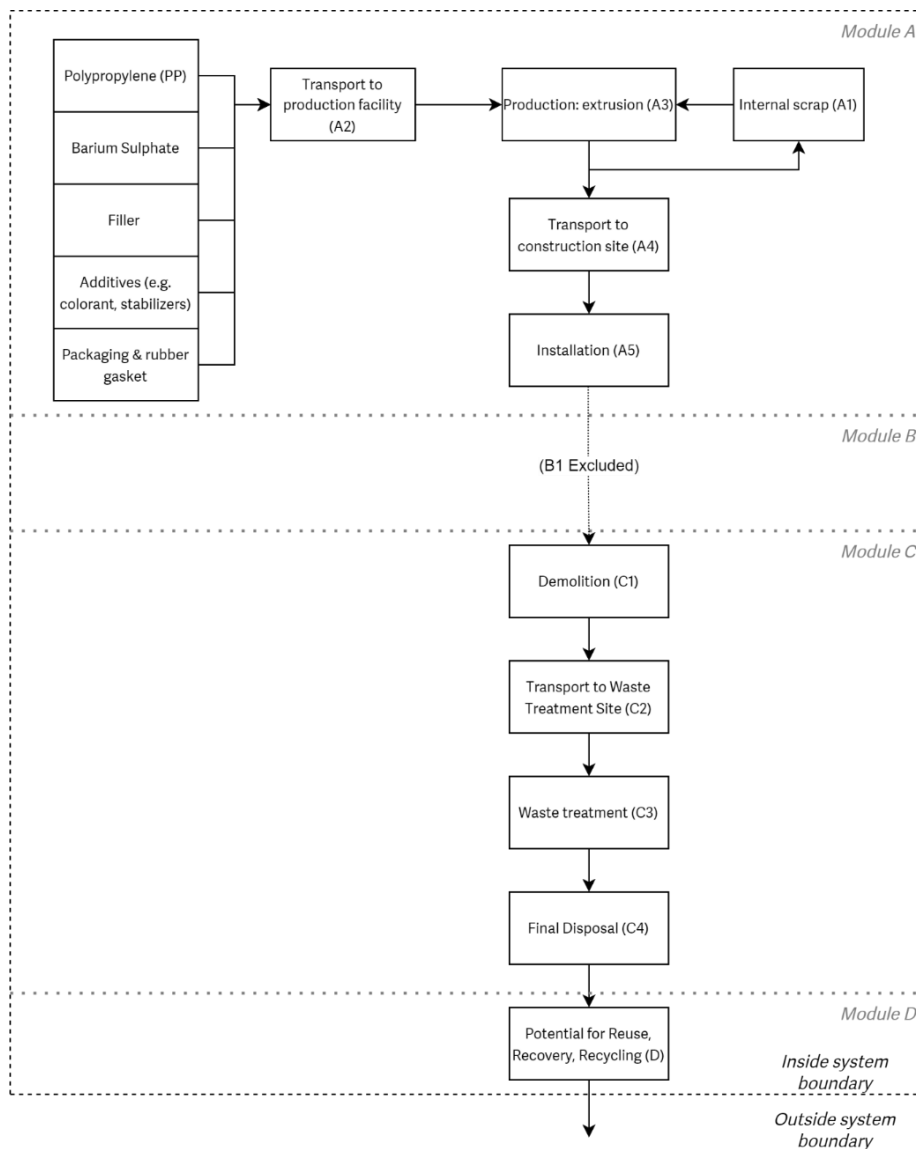 Module A
Polypropylene (PP)
Barium Sulphate
Filler
Additives (e.g.
colorant, stabilizers)
Packaging & rubber
gasket
Transport to
production facility
(A2)
Production: extrusion (A3)
Internal scrap (A1)
Transport to
construction site (A4)
Installation (A5)
Module B
(B1 Excluded)
Module C
Demolition (C1)
Transport to Waste
Treatment Site (C2)
Waste treatment (C3)
Final Disposal (C4)
Module D
Potential for Reuse,
Recovery, Recycling (D)
Inside system
boundary
Outside system
boundary